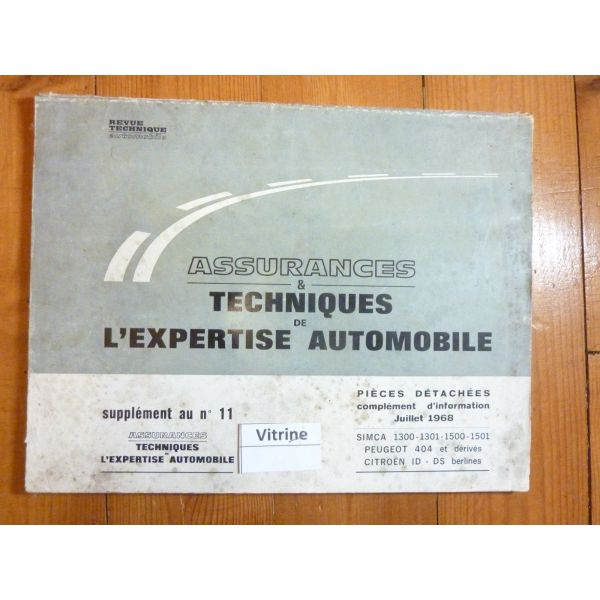 REVUE
TECHNIQUE
automobile
ASSURANCES
&
TECHNIQUES
DE
L'EXPERTISE AUTOMOBILE
supplément au n° 11
ASSURANCES
TECHNIQUES
L'EXPERTISE AUTOMOBILE
Vitrine
PIÈCES DÉTACHÉES
complément d'information
Juillet 1968
SIMCA 1300-1301-1500-1501
PEUGEOT 404 et dérivés
CITROËN ID - DS berlines